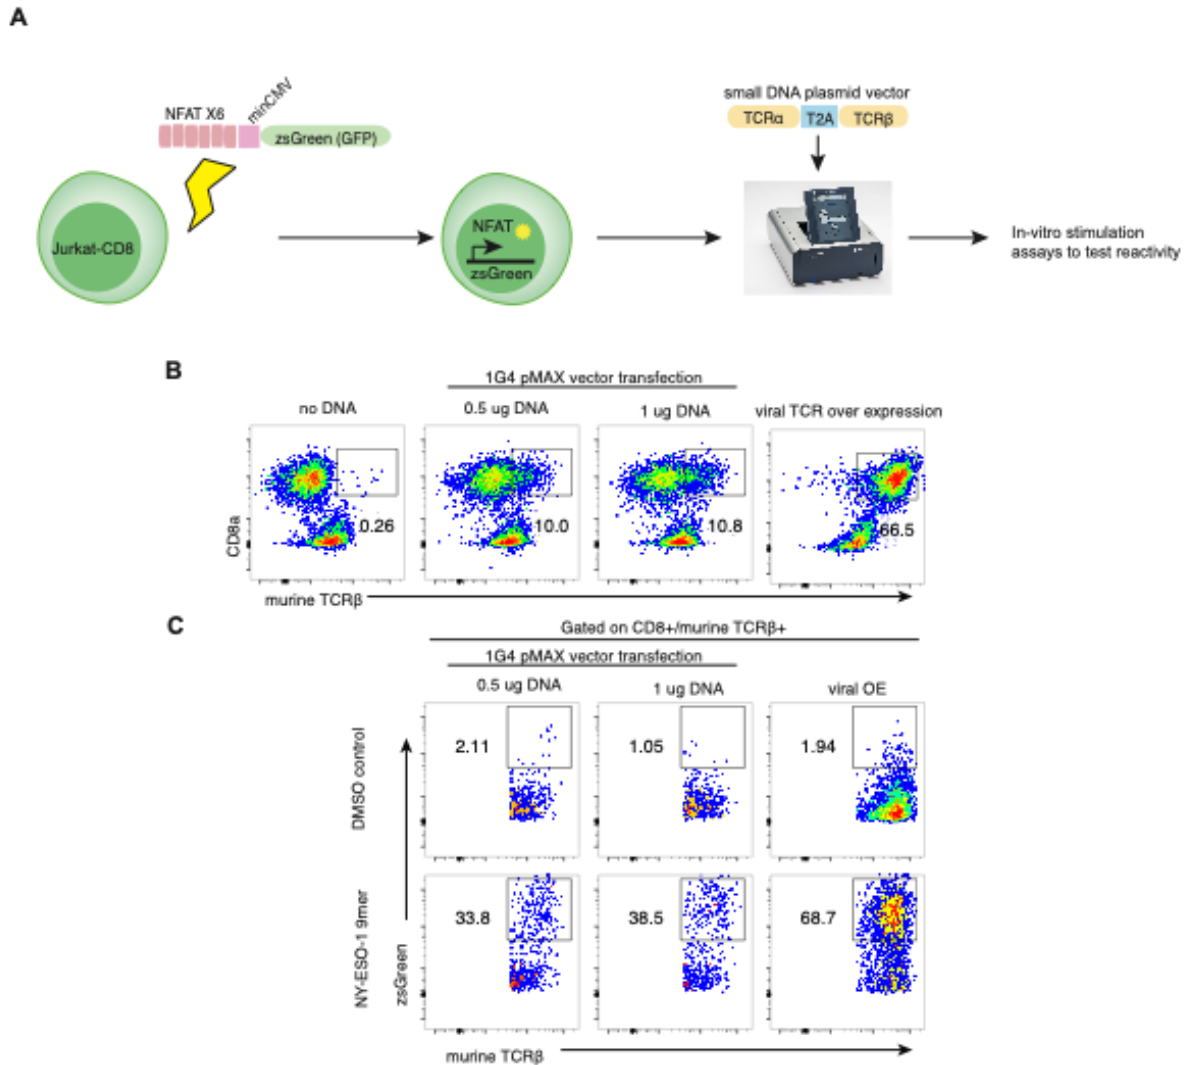 A
NFAT X6
minCMV
zsGreen (GFP)
Jurkat-CD8
NFAT
zsGreen
small DNA plasmid vector
TCRα T2A TCRβ
In-vitro stimulation
assays to test reactivity
B
1G4 pMAX vector transfection
no DNA 0.5 ug DNA 1 ug DNA viral TCR over expression
CD8a
0.26 10.0 10.8 66.5
murine TCRβ
C
Gated on CD8+/murine TCRβ+
1G4 pMAX vector transfection
0.5 ug DNA 1 ug DNA viral OE
DMSO control
2.11 1.05 1.94
NY-ESO-1 9mer
zsGreen
33.8 38.5 68.7
murine TCRβ